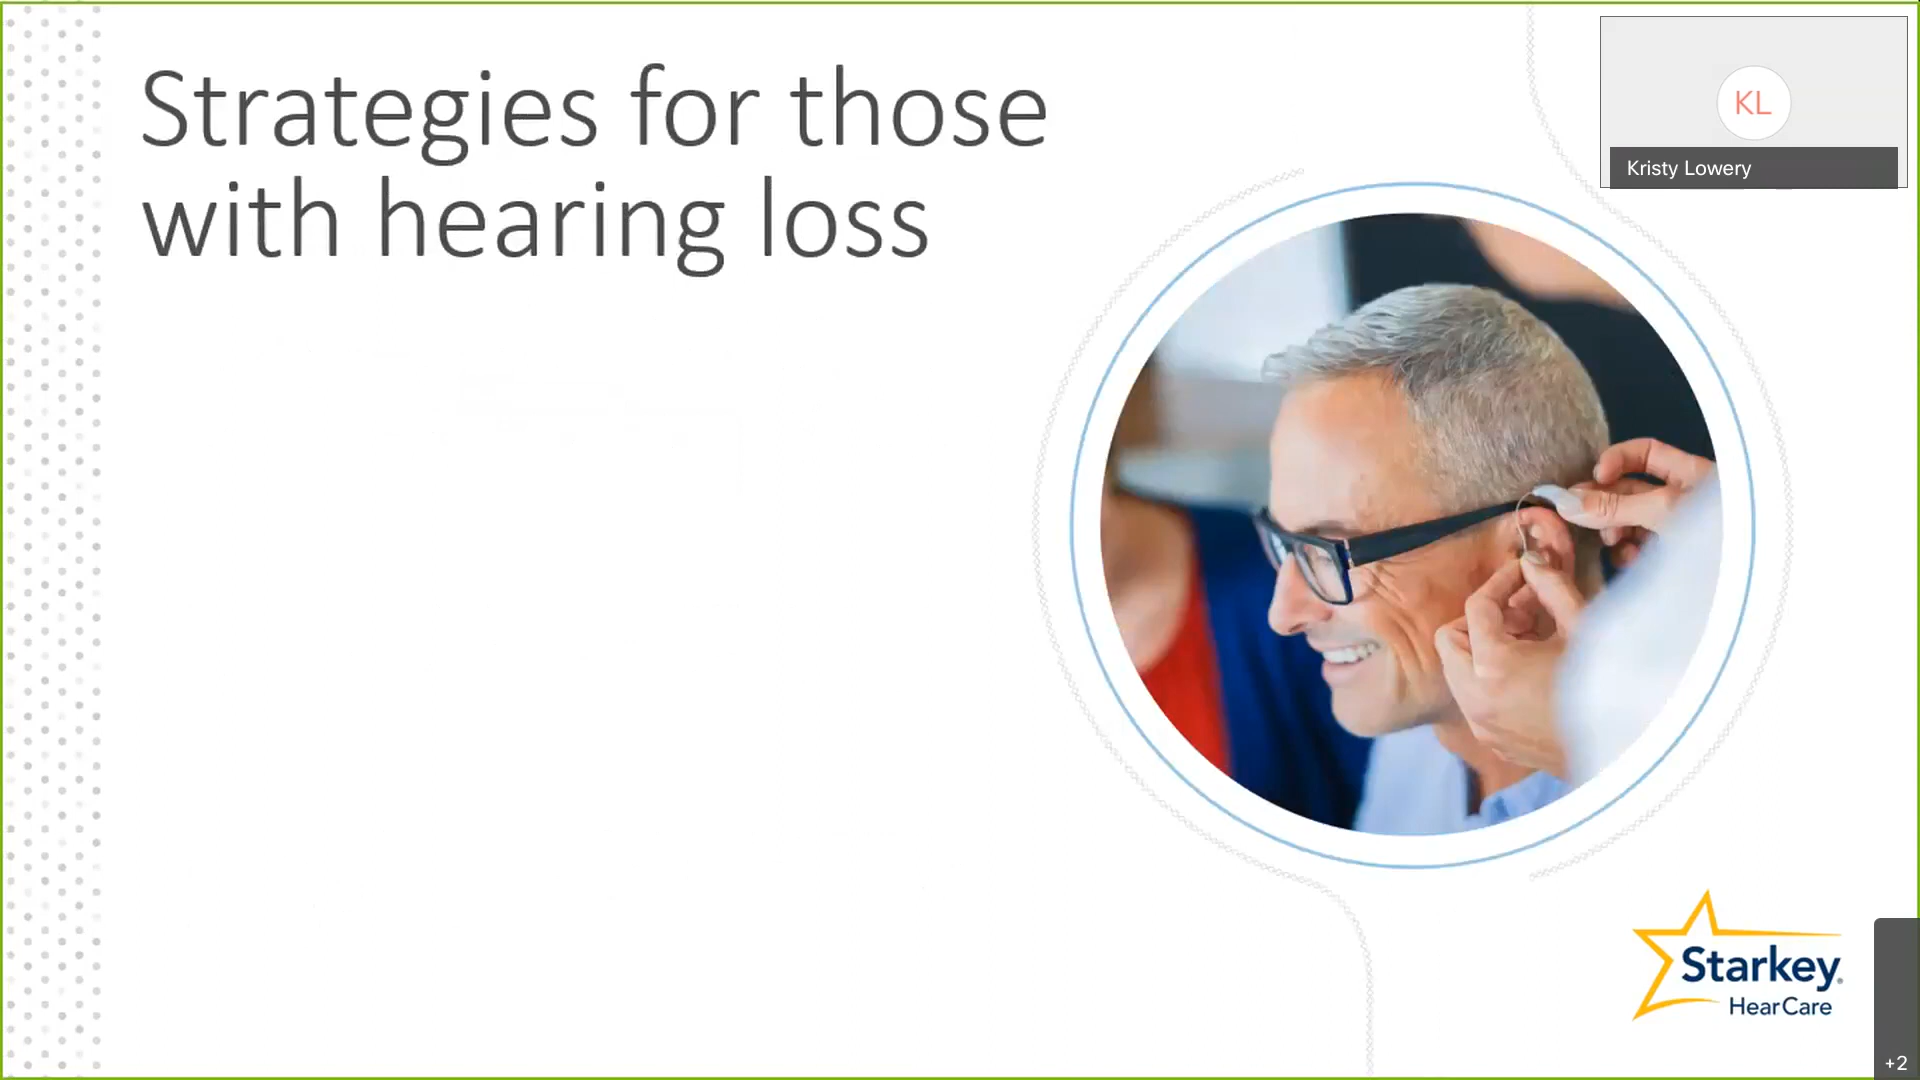 Strategies for those
with hearing loss
KL
Kristy Lowery
Starkey
HearCare
+2